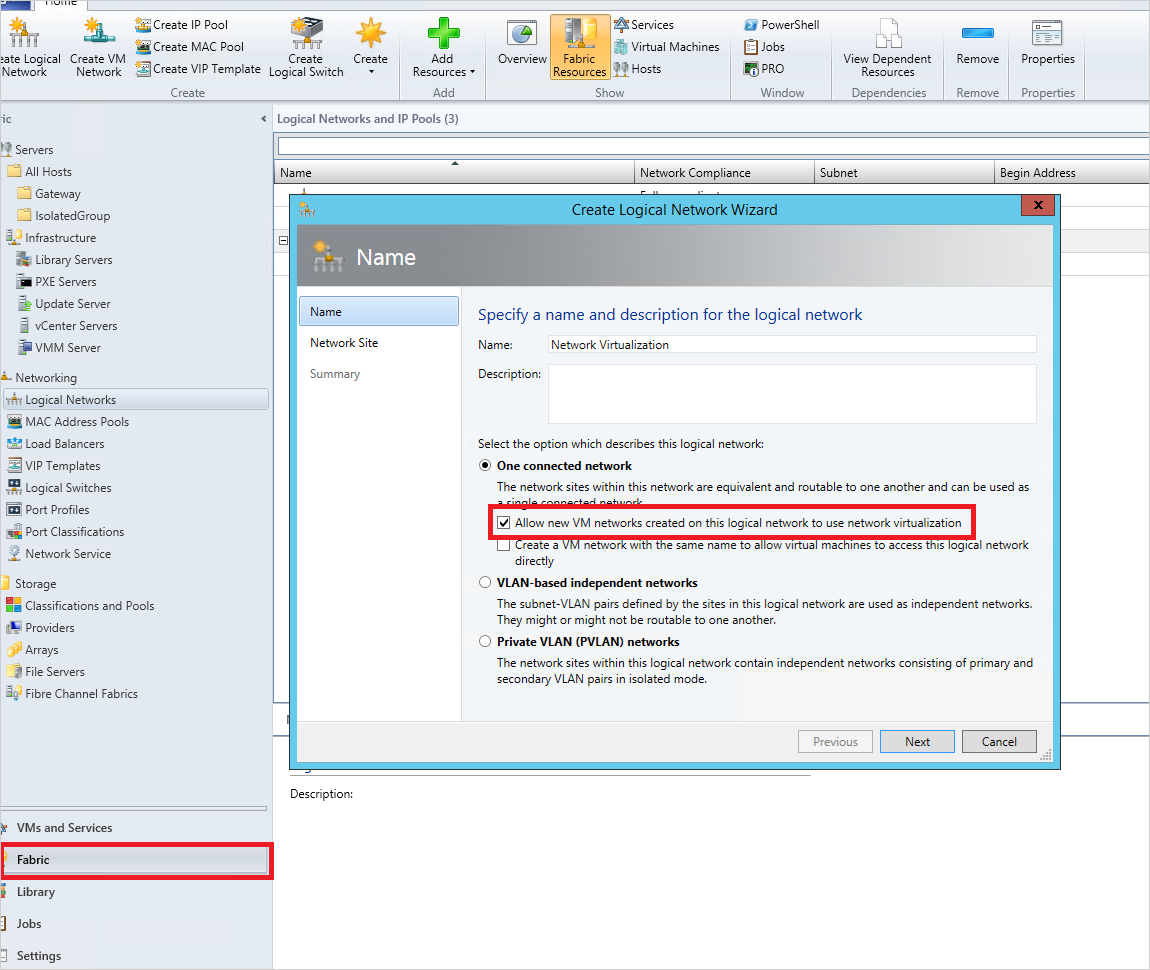 Home
Create IP Pool
Create MAC Pool
Create VIP Template
Create Logical
Network
Create VM
Network
Create
Logical Switch
Create
Create
Add
Resources
Add
Overview
Fabric
Resources
Services
Virtual Machines
Hosts
Show
PowerShell
Jobs
PRO
Window
View Dependent
Resources
Dependencies
Remove
Remove
Properties
Properties
Servers
All Hosts
Gateway
IsolatedGroup
Infrastructure
Library Servers
PXE Servers
Update Server
vCenter Servers
VMM Server
Networking
Logical Networks
MAC Address Pools
Load Balancers
VIP Templates
Logical Switches
Port Profiles
Port Classifications
Network Service
Storage
Classifications and Pools
Providers
Arrays
File Servers
Fibre Channel Fabrics
VMs and Services
Fabric
Library
Jobs
Settings
Logical Networks and IP Pools (3)
Name Network Compliance Subnet Begin Address
Create Logical Network Wizard
Name
Name
Network Site
Summary
Specify a name and description for the logical network
Name: Network Virtualization
Description:
Select the option which describes this logical network:
One connected network
The network sites within this network are equivalent and routable to one another and can be used as
a single connected network.
Allow new VM networks created on this logical network to use network virtualization
Create a VM network with the same name to allow virtual machines to access this logical network
directly
VLAN-based independent networks
The subnet-VLAN pairs defined by the sites in this logical network are used as independent networks.
They might or might not be routable to one another.
Private VLAN (PVLAN) networks
The network sites within this logical network contain independent networks consisting of primary and
secondary VLAN pairs in isolated mode.
Previous Next Cancel
Description: